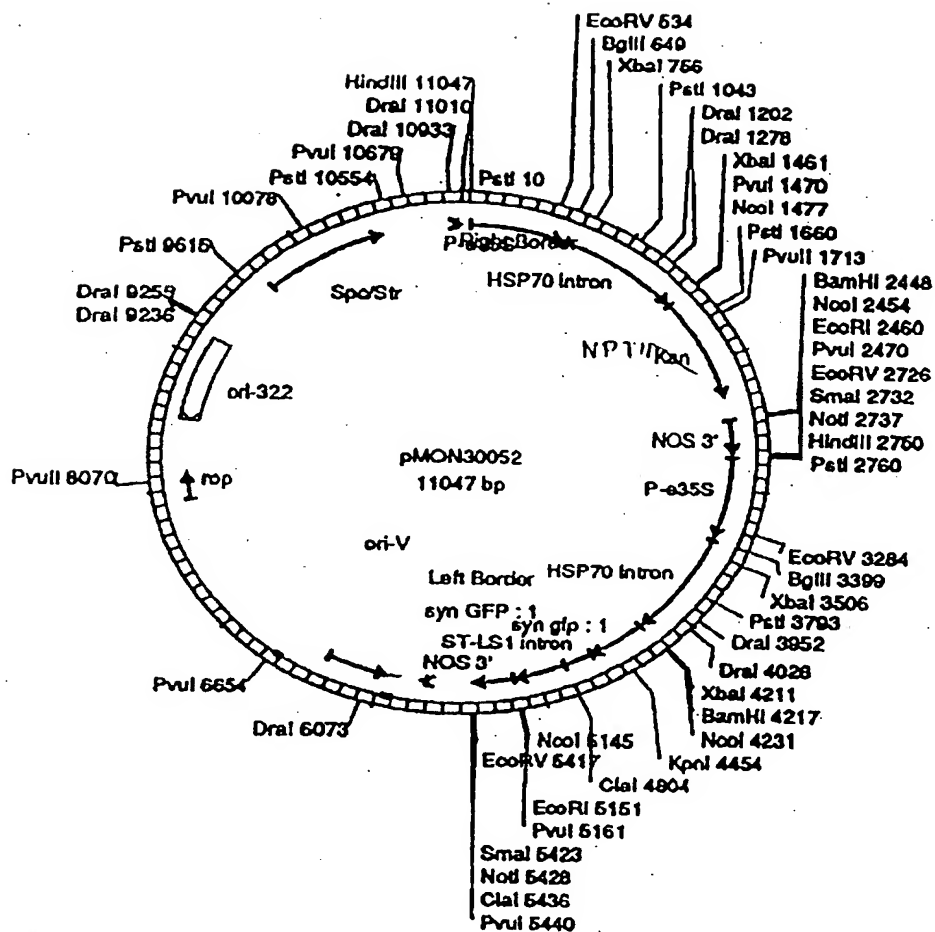 EcoRV 534
BglII 649
XbaI 756
HindIII 11047
PstI 1043
DraI 11010
DraI 1202
DraI 10933
DraI 1278
PvuI 10679
XbaI 1461
PstI 10554
PstI 10
PvuI 1470
PvuI 10078
NcoI 1477
PstI 1660
PstI 9615
Right Border
PvuII 1713
HSP70 Intron
BamHI 2448
Spc/Str
NcoI 2454
DraI 9255
EcoRI 2460
DraI 9236
PvuI 2470
Kan
EcoRV 2726
ori-322
SmaI 2732
NotI 2737
NOS 3'
HindIII 2750
pMON30052
PstI 2760
PvuII 8070
rop
11047 bp
P-e35S
ori-V
EcoRV 3284
HSP70 Intron
BglII 3399
Left Border
XbaI 3506
syn GFP : 1
PstI 3793
syn gfp : 1
DraI 3952
ST-LS1 intron
DraI 4028
NOS 3'
PvuI 6654
XbaI 4211
BamHI 4217
DraI 6073
NcoI 4231
NcoI 5145
KpnI 4454
EcoRV 5417
ClaI 4804
EcoRI 5151
PvuI 5161
SmaI 5423
NotI 5428
ClaI 5436
PvuI 5440